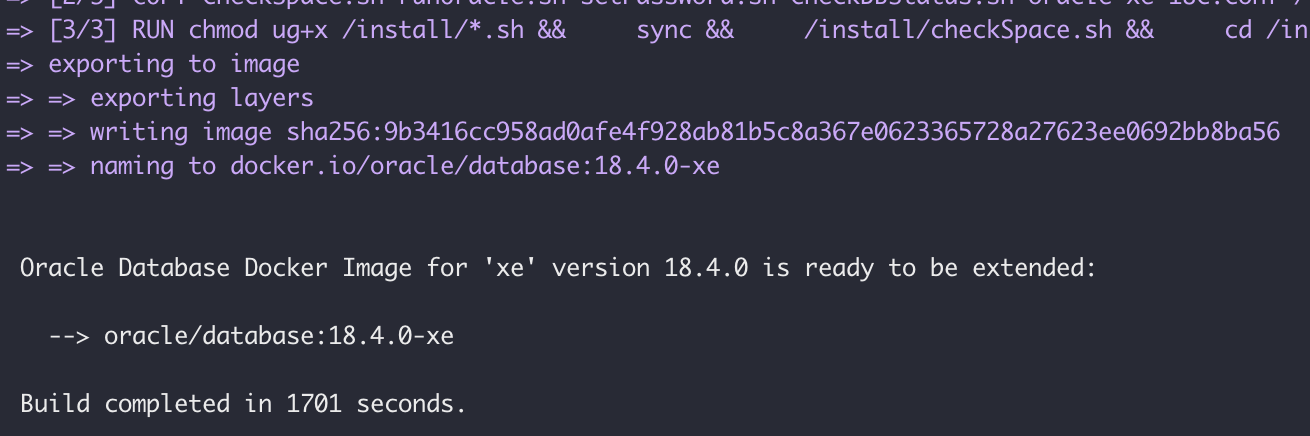 => [2/3] COPY checkSpace.sh runOracle.sh setPassword.sh checkDBStatus.sh oracle-xe-18c.conf /
=> [3/3] RUN chmod ug+x /install/*.sh &&     sync &&     /install/checkSpace.sh &&     cd /in
=> exporting to image
=> => exporting layers
=> => writing image sha256:9b3416cc958ad0afe4f928ab81b5c8a367e0623365728a27623ee0692bb8ba56
=> => naming to docker.io/oracle/database:18.4.0-xe
Oracle Database Docker Image for 'xe' version 18.4.0 is ready to be extended:
--> oracle/database:18.4.0-xe
Build completed in 1701 seconds.